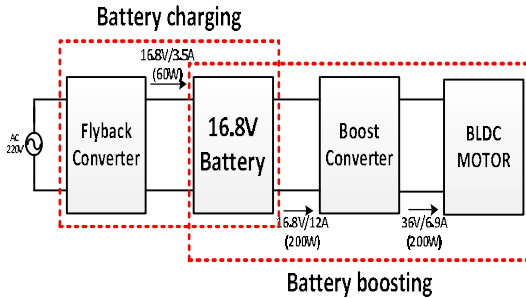 Battery charging
16.8V/3.5A
(60W)
AC
220V
Flyback
Converter
16.8V
Battery
Boost
Converter
BLDC
MOTOR
16.8V/12A
(200W)
36V/6.9A
(200W)
Battery boosting